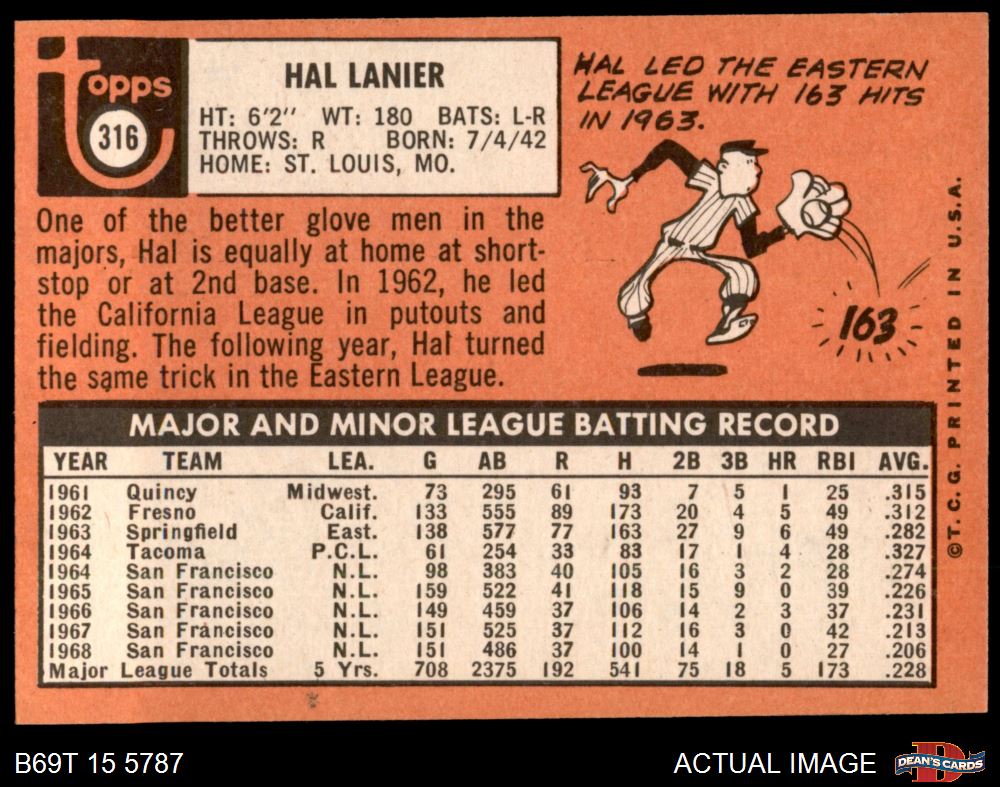 Topps
316
HAL LANIER
HT: 6'2" WT: 180 BATS: L-R
THROWS: R BORN: 7/4/42
HOME: ST. LOUIS, MO.
HAL LED THE EASTERN
LEAGUE WITH 163 HITS
IN 1963.
163
One of the better glove men in the
majors, Hal is equally at home at short-
stop or at 2nd base. In 1962, he led
the California League in putouts and
fielding. The following year, Hal turned
the same trick in the Eastern League.
MAJOR AND MINOR LEAGUE BATTING RECORD
YEAR TEAM LEA. G AB R H 2B 3B HR RBI AVG.
1961 Quincy Midwest. 73 295 61 93 7 5 1 25 .315
1962 Fresno Calif. 133 555 89 173 20 4 5 49 .312
1963 Springfield East. 138 577 77 163 27 9 6 49 .282
1964 Tacoma P.C.L. 61 254 33 83 17 1 4 28 .327
1964 San Francisco N.L. 98 383 40 105 16 3 2 28 .274
1965 San Francisco N.L. 159 522 41 118 15 9 0 39 .226
1966 San Francisco N.L. 149 459 37 106 14 2 3 37 .231
1967 San Francisco N.L. 151 525 37 112 16 3 0 42 .213
1968 San Francisco N.L. 151 486 37 100 14 1 0 27 .206
Major League Totals 5 Yrs. 708 2375 192 541 75 18 5 173 .228
©T.C.G. PRINTED IN U.S.A.
B69T 15 5787
ACTUAL IMAGE
D
DEAN'S CARDS